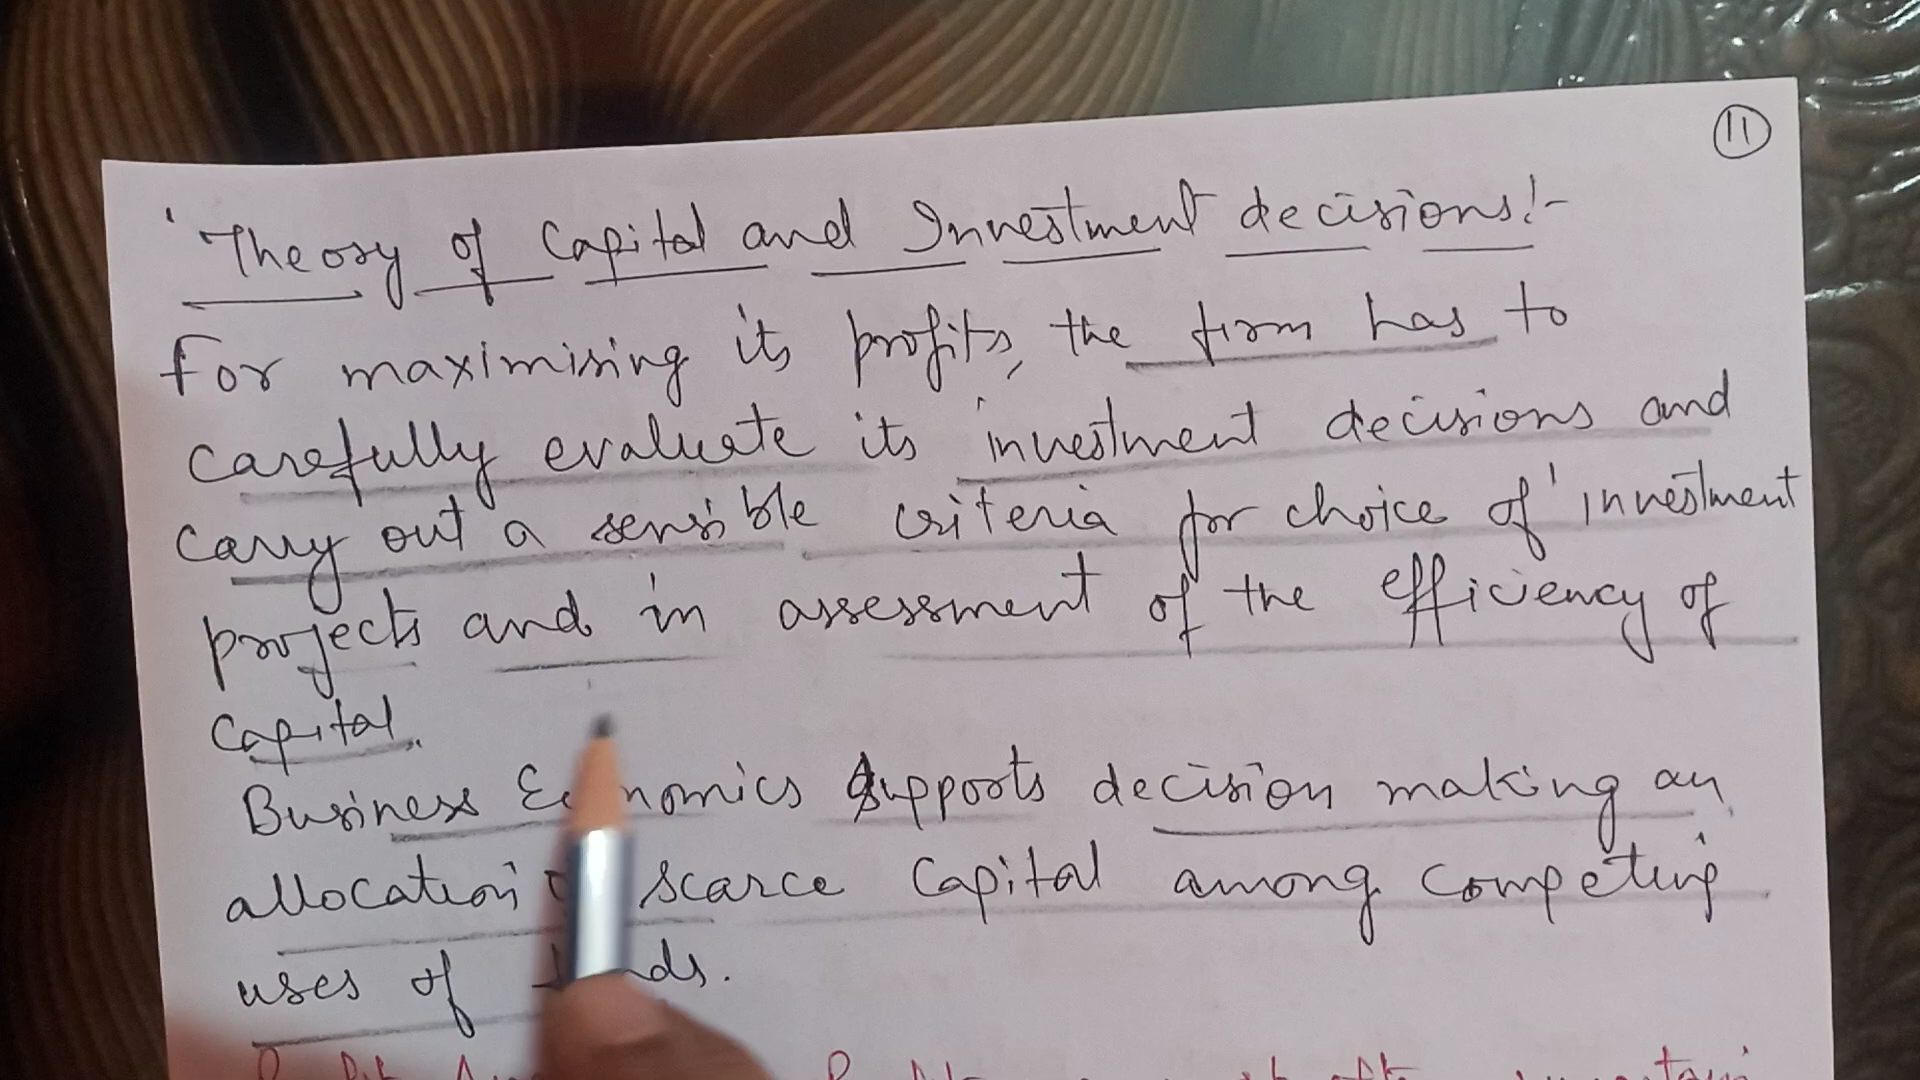 11
'Theory of Capital and Investment decisions:-
For maximising its profits, the firm has to
carefully evaluate its investment decisions and
carry out a sensible criteria for choice of investment
projects and in assessment of the efficiency of
Capital.
Business Economics supports decision making an
allocation scarce Capital among competing
uses of